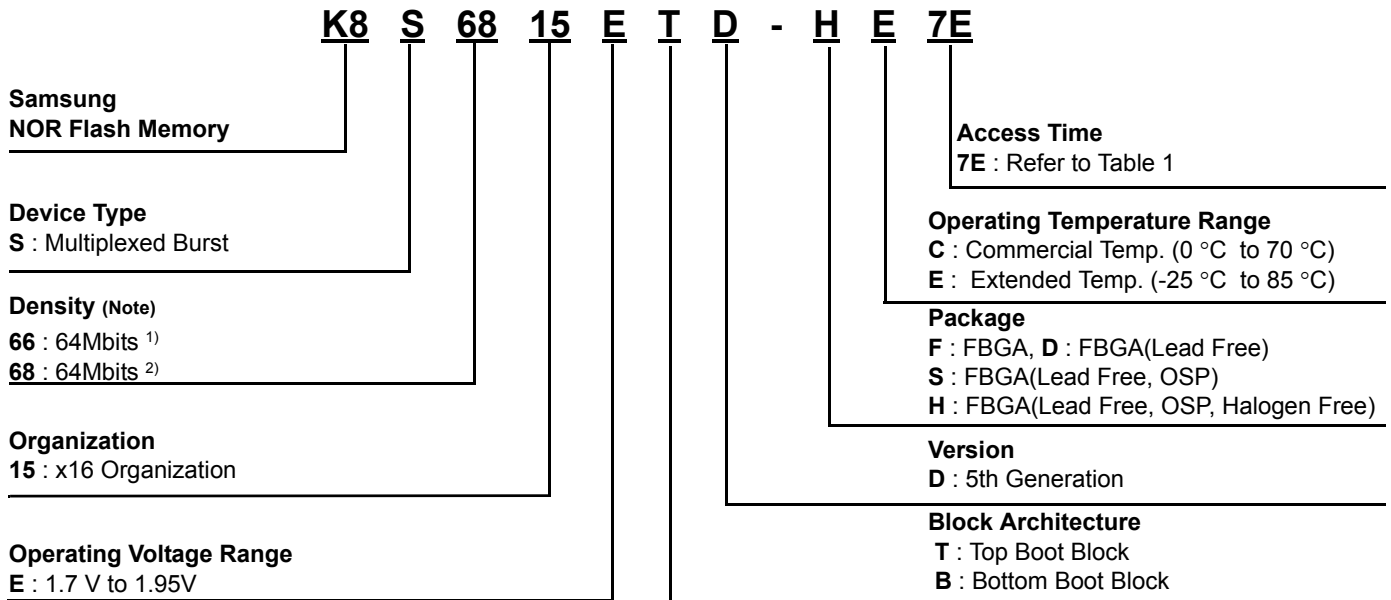 K8 S 68 15 E T D - H E 7E
Samsung
NOR Flash Memory
Device Type
S : Multiplexed Burst
Density (Note)
66 : 64Mbits 1)
68 : 64Mbits 2)
Organization
15 : x16 Organization
Operating Voltage Range
E : 1.7 V to 1.95V
Access Time
7E : Refer to Table 1
Operating Temperature Range
C : Commercial Temp. (0 °C to 70 °C)
E : Extended Temp. (-25 °C to 85 °C)
Package
F : FBGA, D : FBGA(Lead Free)
S : FBGA(Lead Free, OSP)
H : FBGA(Lead Free, OSP, Halogen Free)
Version
D : 5th Generation
Block Architecture
T : Top Boot Block
B : Bottom Boot Block